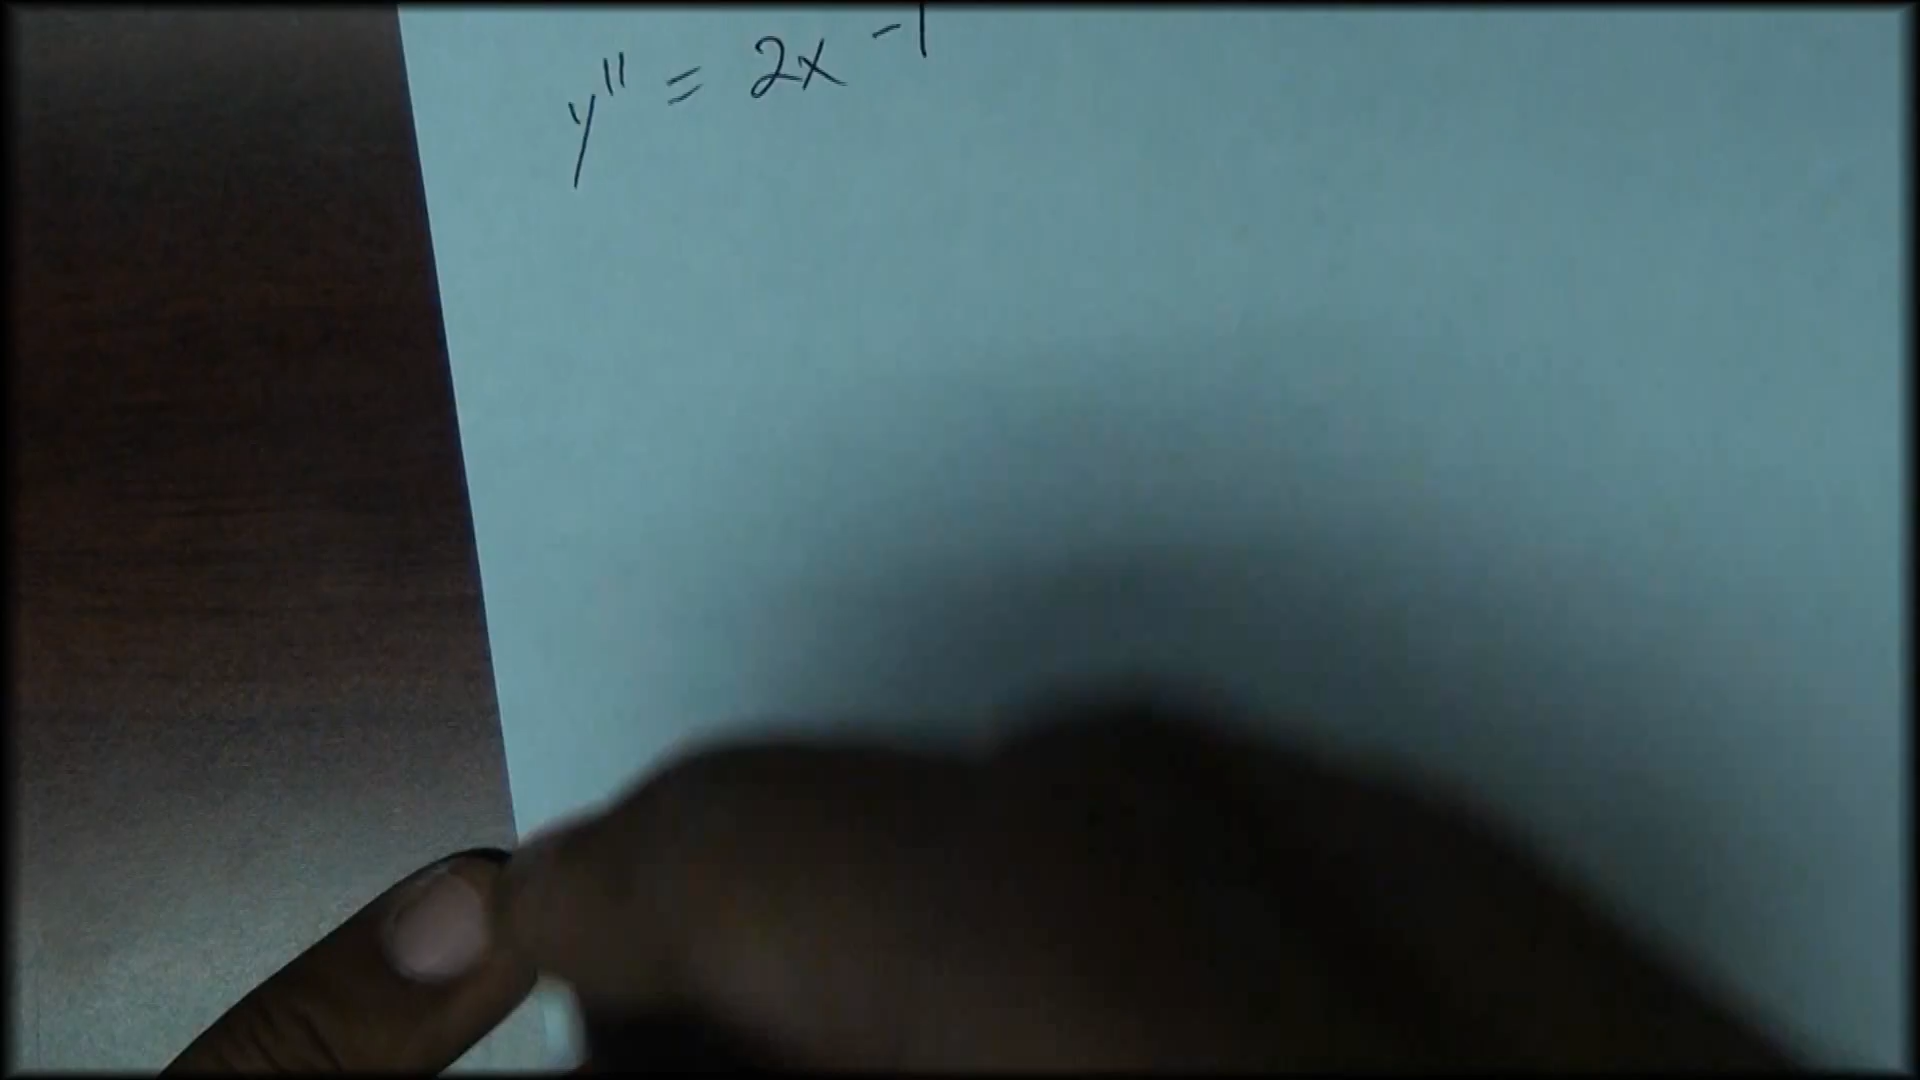 y'' = 2x⁻¹